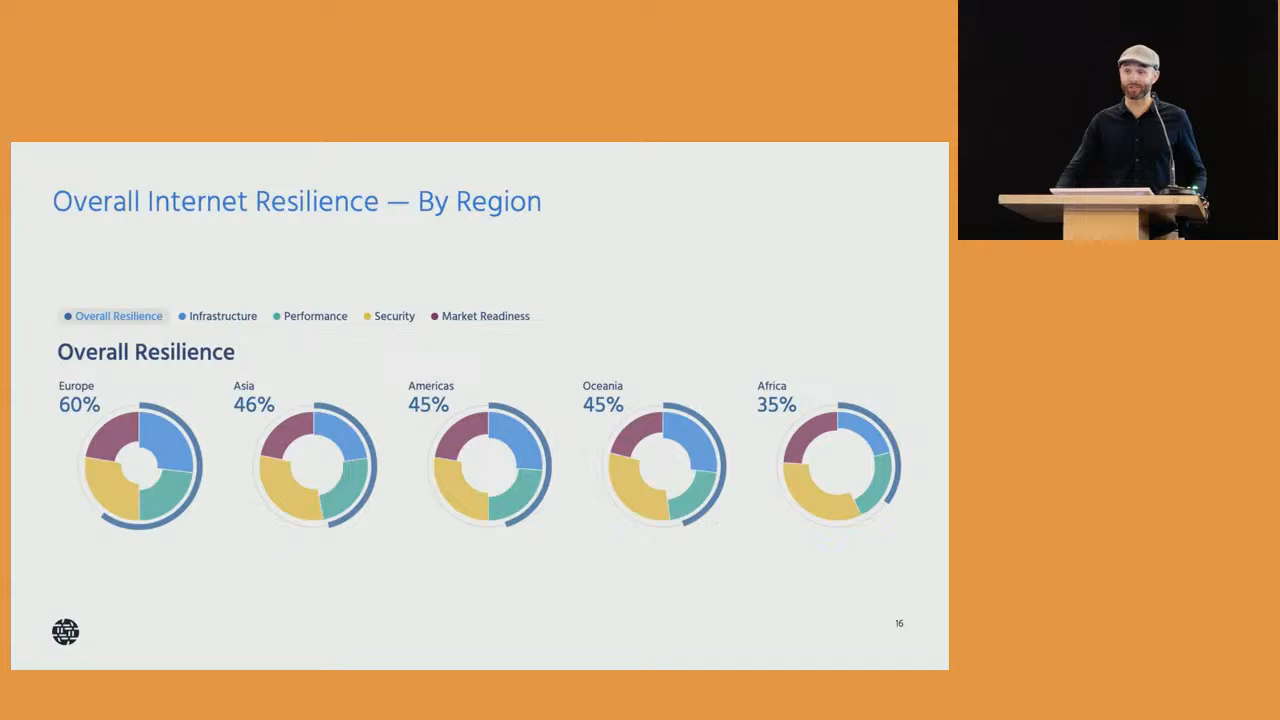 Overall Internet Resilience — By Region
Overall Resilience Infrastructure Performance Security Market Readiness
Overall Resilience
Europe Asia Americas Oceania Africa
60% 46% 45% 45% 35%
16